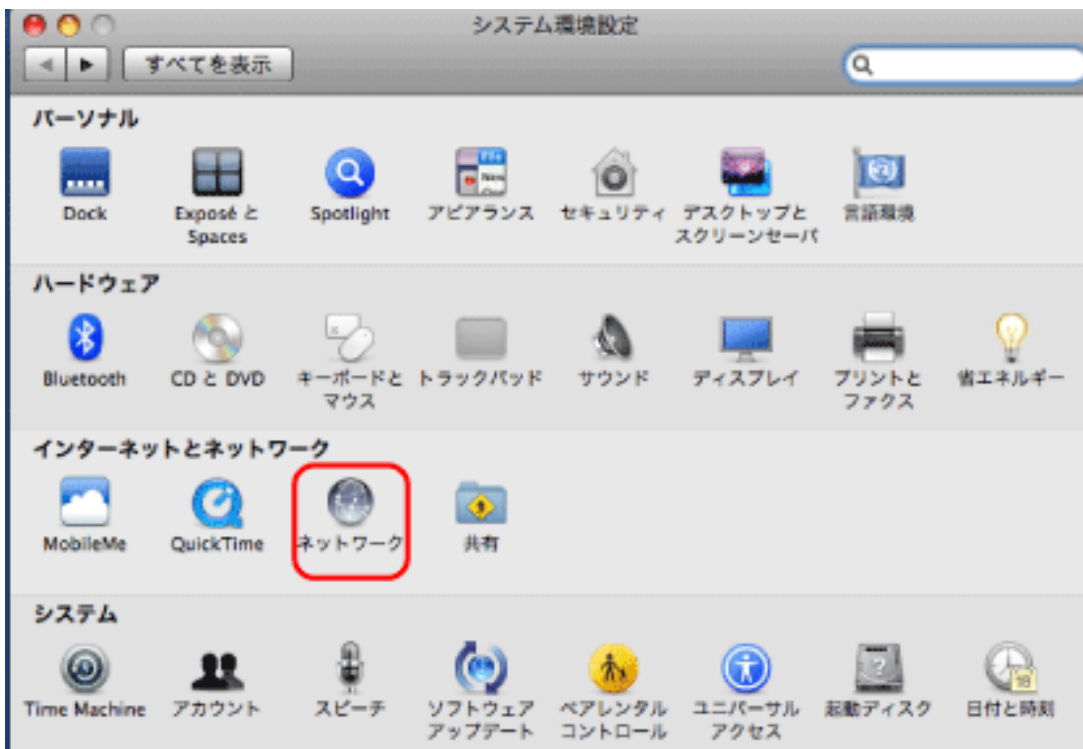 システム環境設定
すべてを表示
パーソナル
Dock Exposé と Spotlight アピアランス セキュリティ デスクトップと 言語環境
Spaces スクリーンセーバ
ハードウェア
Bluetooth CD と DVD キーボードと トラックパッド サウンド ディスプレイ プリントと 省エネルギー
マウス ファクス
インターネットとネットワーク
MobileMe QuickTime ネットワーク 共有
システム
Time Machine アカウント スピーチ ソフトウェア ペアレンタル ユニバーサル 起動ディスク 日付と時刻
アップデート コントロール アクセス